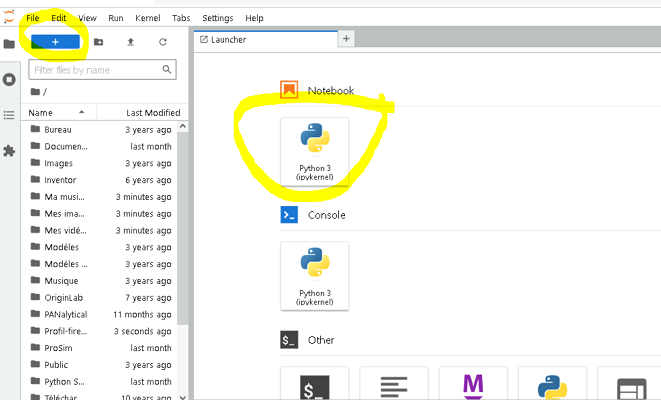 File Edit View Run Kernel Tabs Settings Help
+
Launcher
+
Filter files by name
/
Name Last Modified
Bureau 3 years ago
Documen... last month
Images 3 years ago
Inventor 6 years ago
Ma musi... 3 minutes ago
Mes ima... 3 minutes ago
Mes vidé... 3 minutes ago
Modèles 3 years ago
Modèles ... 3 years ago
Musique 3 years ago
OriginLab 7 years ago
PANalytical 11 months ago
Profil-fire... 3 seconds ago
ProSim last month
Public 3 years ago
Python S... last month
Téléchar... 10 years ago
Notebook
Python 3
(ipykernel)
Console
Python 3
(ipykernel)
$_ Other
$_
M